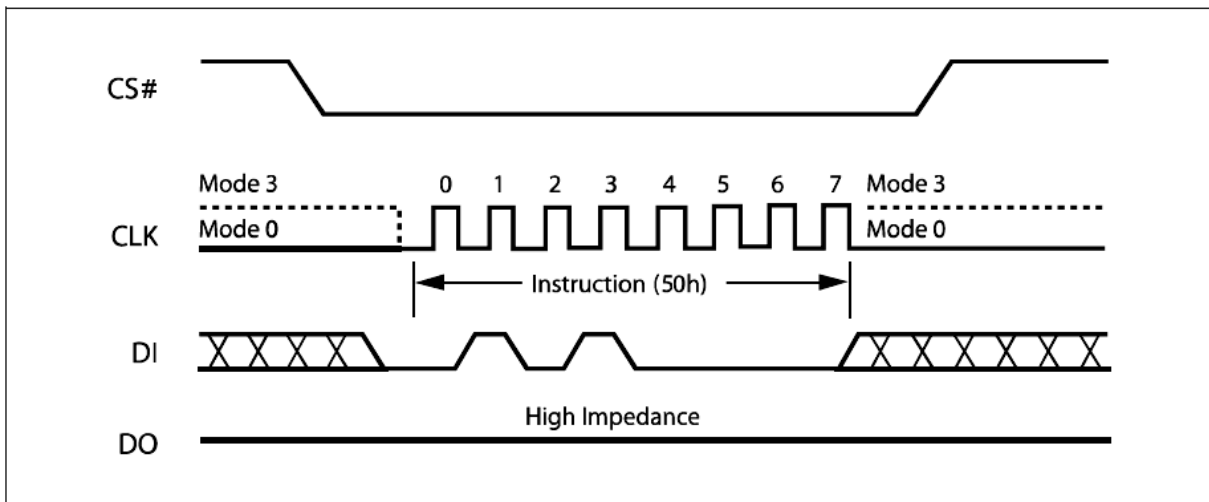 CS#
Mode 3 0 1 2 3 4 5 6 7 Mode 3
CLK Mode 0 Mode 0
Instruction (50h)
DI
High Impedance
DO